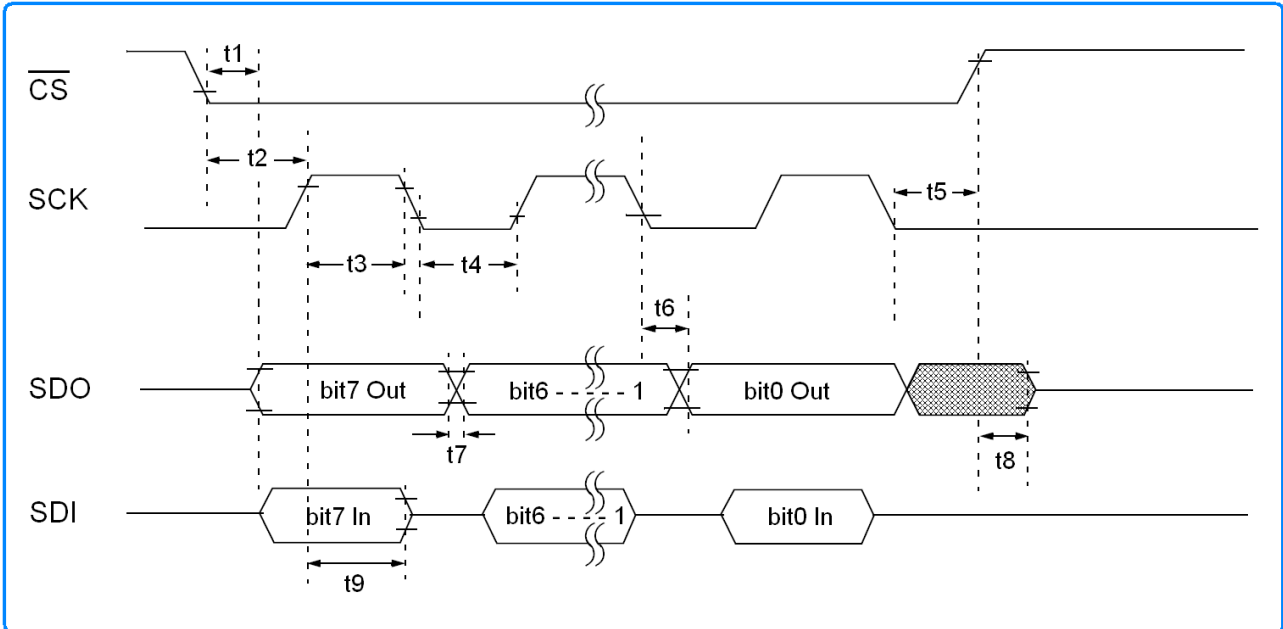 t1
C̅S̅
t2
SCK
t5
t3
t4
t6
SDO
bit7 Out
bit6 - - - - - 1
bit0 Out
t7
t8
SDI
bit7 In
bit6 - - - - 1
bit0 In
t9